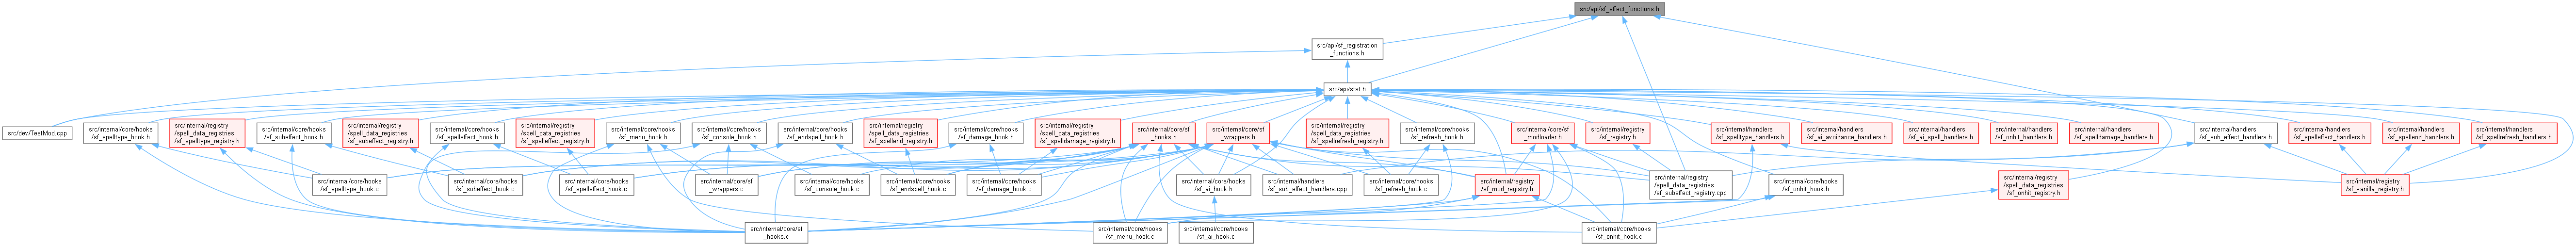 src/api/sf_effect_functions.h
src/api/sf_registration
_functions.h
src/api/sfsf.h
src/dev/TestMod.cpp
src/internal/core/hooks
/sf_spelltype_hook.h
src/internal/registry
/spell_data_registries
/sf_spelltype_registry.h
src/internal/core/hooks
/sf_subeffect_hook.h
src/internal/registry
/spell_data_registries
/sf_subeffect_registry.h
src/internal/core/hooks
/sf_spelleffect_hook.h
src/internal/registry
/spell_data_registries
/sf_spelleffect_registry.h
src/internal/core/hooks
/sf_menu_hook.h
src/internal/core/hooks
/sf_console_hook.h
src/internal/core/hooks
/sf_endspell_hook.h
src/internal/registry
/spell_data_registries
/sf_spellend_registry.h
src/internal/core/hooks
/sf_damage_hook.h
src/internal/registry
/spell_data_registries
/sf_spelldamage_registry.h
src/internal/core/sf
_hooks.h
src/internal/core/sf
_wrappers.h
src/internal/registry
/spell_data_registries
/sf_spellrefresh_registry.h
src/internal/core/hooks
/sf_refresh_hook.h
src/internal/core/sf
_modloader.h
src/internal/registry
/sf_registry.h
src/internal/handlers
/sf_spelltype_handlers.h
src/internal/handlers
/sf_ai_avoidance_handlers.h
src/internal/handlers
/sf_ai_spell_handlers.h
src/internal/handlers
/sf_onhit_handlers.h
src/internal/handlers
/sf_spelldamage_handlers.h
src/internal/handlers
/sf_sub_effect_handlers.h
src/internal/handlers
/sf_spelleffect_handlers.h
src/internal/handlers
/sf_spellend_handlers.h
src/internal/handlers
/sf_spellrefresh_handlers.h
src/internal/core/hooks
/sf_spelltype_hook.c
src/internal/core/hooks
/sf_subeffect_hook.c
src/internal/core/hooks
/sf_spelleffect_hook.c
src/internal/core/sf
_wrappers.c
src/internal/core/hooks
/sf_console_hook.c
src/internal/core/hooks
/sf_endspell_hook.c
src/internal/core/hooks
/sf_damage_hook.c
src/internal/core/hooks
/sf_ai_hook.h
src/internal/handlers
/sf_sub_effect_handlers.cpp
src/internal/core/hooks
/sf_refresh_hook.c
src/internal/registry
/sf_mod_registry.h
src/internal/registry
/spell_data_registries
/sf_subeffect_registry.cpp
src/internal/core/hooks
/sf_onhit_hook.h
src/internal/registry
/spell_data_registries
/sf_onhit_registry.h
src/internal/registry
/sf_vanilla_registry.h
src/internal/core/sf
_hooks.c
src/internal/core/hooks
/sf_menu_hook.c
src/internal/core/hooks
/sf_ai_hook.c
src/internal/core/hooks
/sf_onhit_hook.c